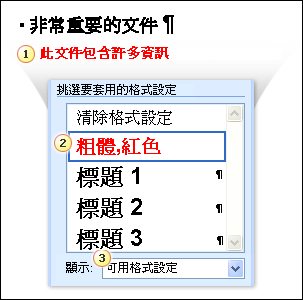 ▪非常重要的文件¶
1 此文件包含許多資訊
挑選要套用的格式設定
清除格式設定
2 粗體,紅色
標題 1 ¶
標題 2 ¶
標題 3 ¶
3
顯示: 可用格式設定